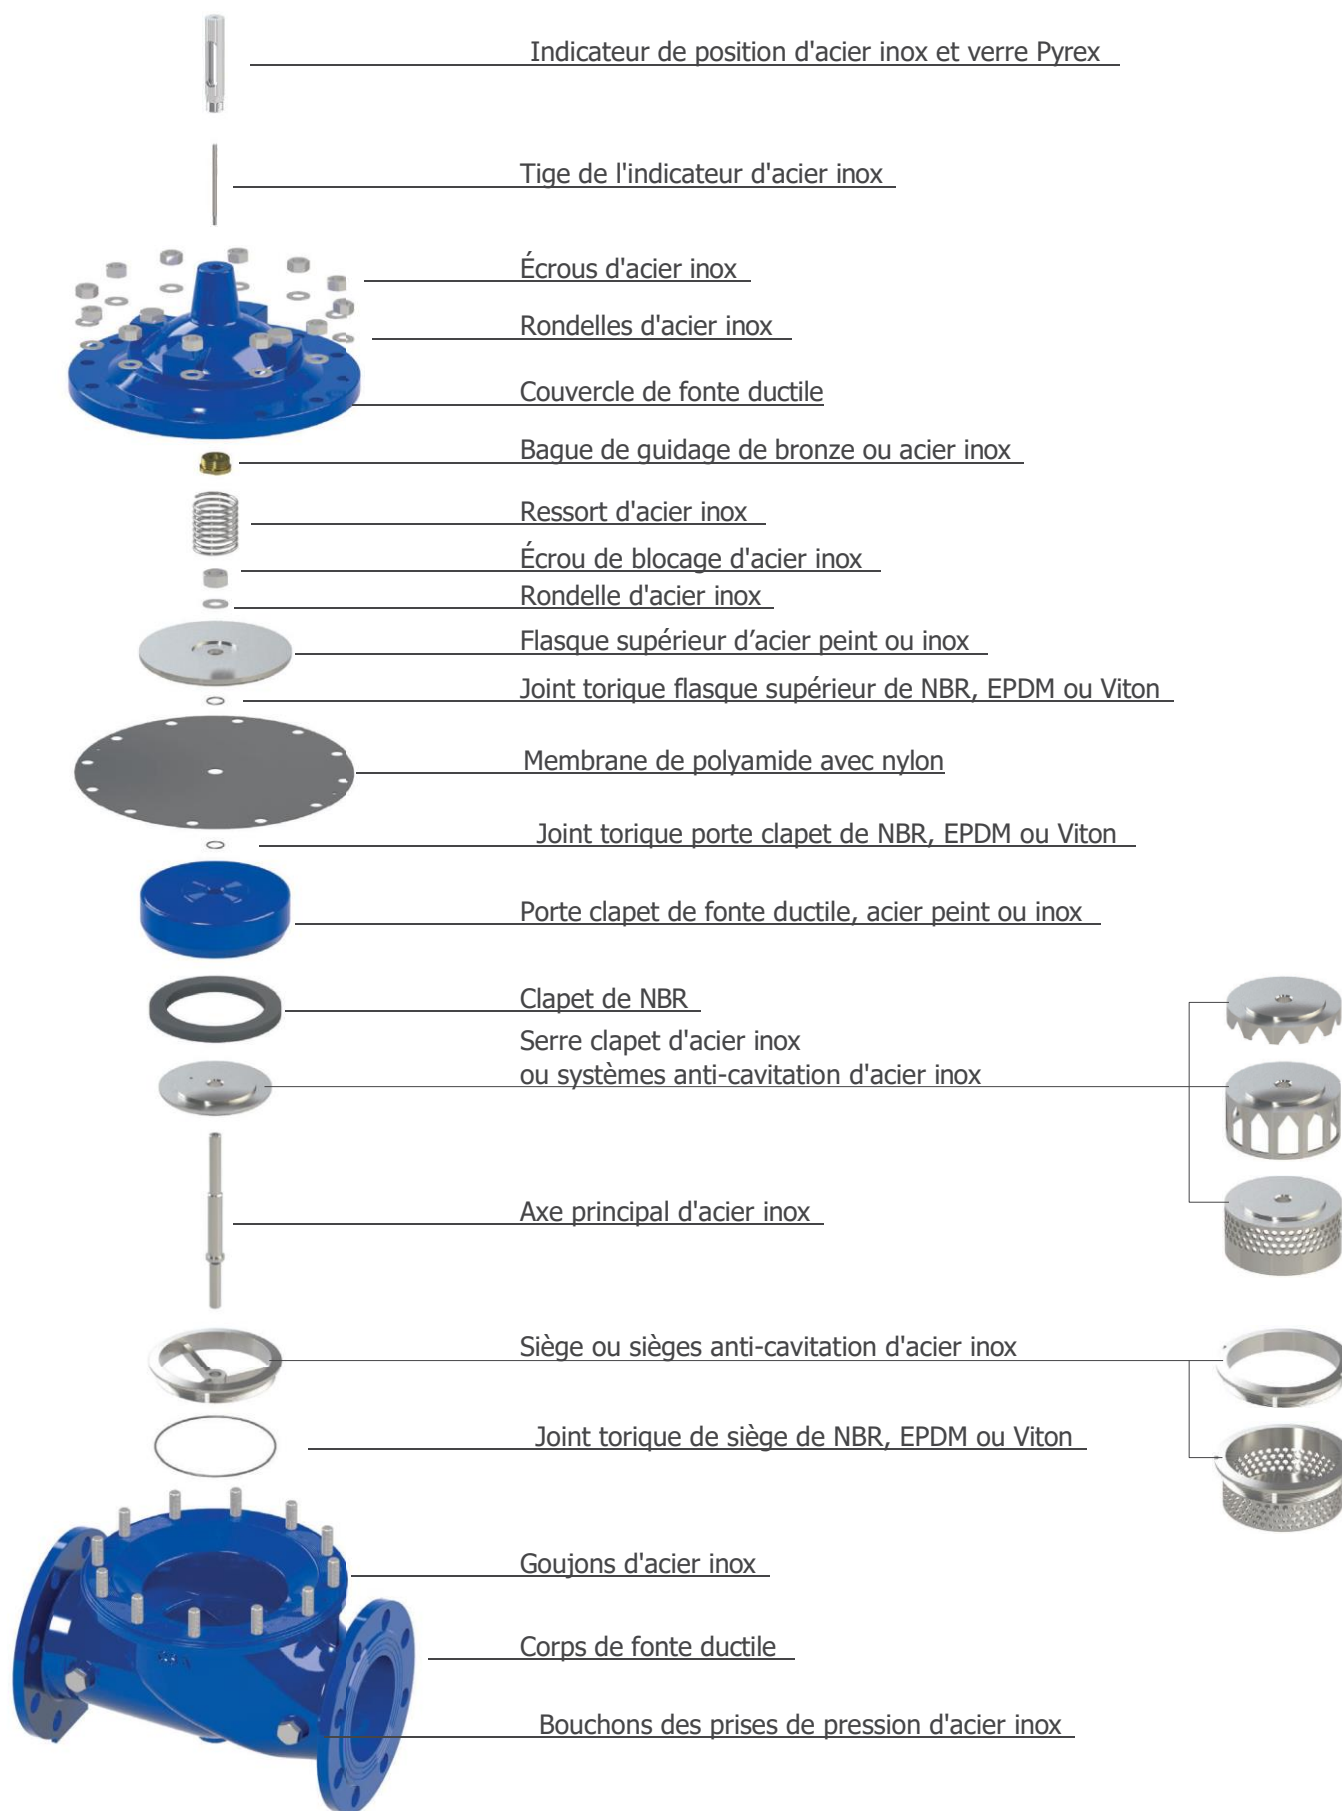 Indicateur de position d'acier inox et verre Pyrex
Tige de l'indicateur d'acier inox
Écrous d'acier inox
Rondelles d'acier inox
Couvercle de fonte ductile
Bague de guidage de bronze ou acier inox
Ressort d'acier inox
Écrou de blocage d'acier inox
Rondelle d'acier inox
Flasque supérieur d’acier peint ou inox
Joint torique flasque supérieur de NBR, EPDM ou Viton
Membrane de polyamide avec nylon
Joint torique porte clapet de NBR, EPDM ou Viton
Porte clapet de fonte ductile, acier peint ou inox
Clapet de NBR
Serre clapet d'acier inox
ou systèmes anti-cavitation d'acier inox
Axe principal d'acier inox
Siège ou sièges anti-cavitation d'acier inox
Joint torique de siège de NBR, EPDM ou Viton
Goujons d'acier inox
Corps de fonte ductile
Bouchons des prises de pression d'acier inox